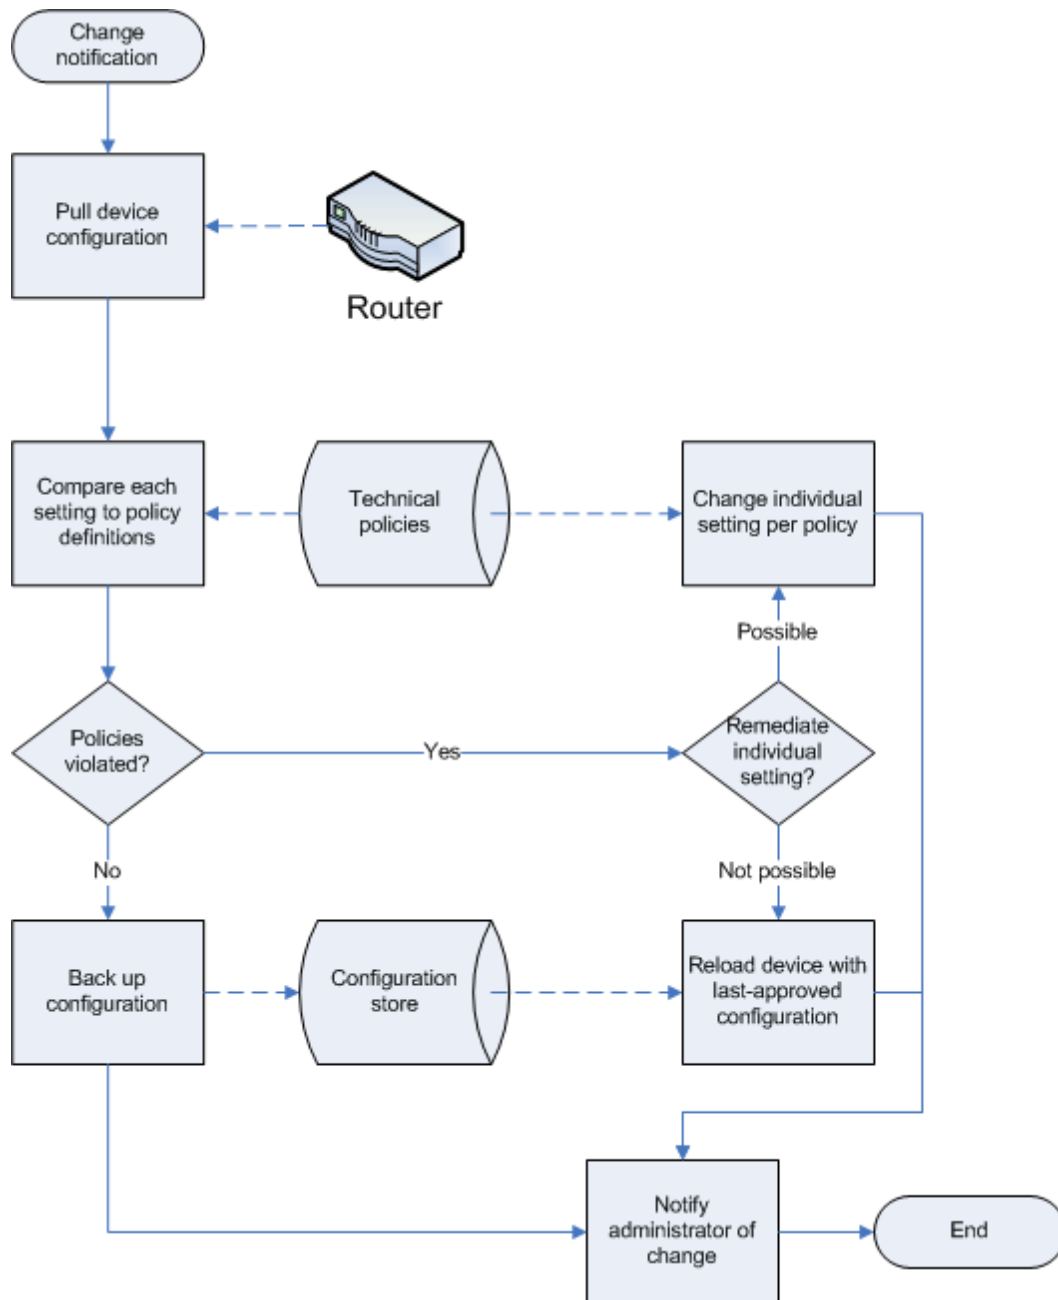 Change
notification
Pull device
configuration
Router
Compare each
setting to policy
definitions
Technical
policies
Change individual
setting per policy
Possible
Policies
violated?
Yes
Remediate
individual
setting?
No
Not possible
Back up
configuration
Configuration
store
Reload device with
last-approved
configuration
Notify
administrator of
change
End